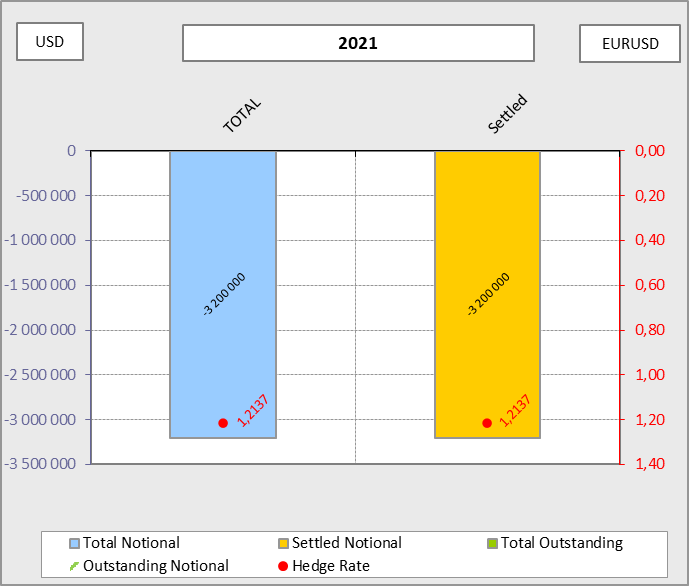 USD
2021
EURUSD
TOTAL
Settled
0
0,00
-500 000
0,20
-1 000 000
0,40
-1 500 000
0,60
-3 200 000
-3 200 000
-2 000 000
0,80
-2 500 000
1,00
1,2137
1,2137
-3 000 000
1,20
-3 500 000
1,40
Total Notional
Settled Notional
Total Outstanding
Outstanding Notional
Hedge Rate